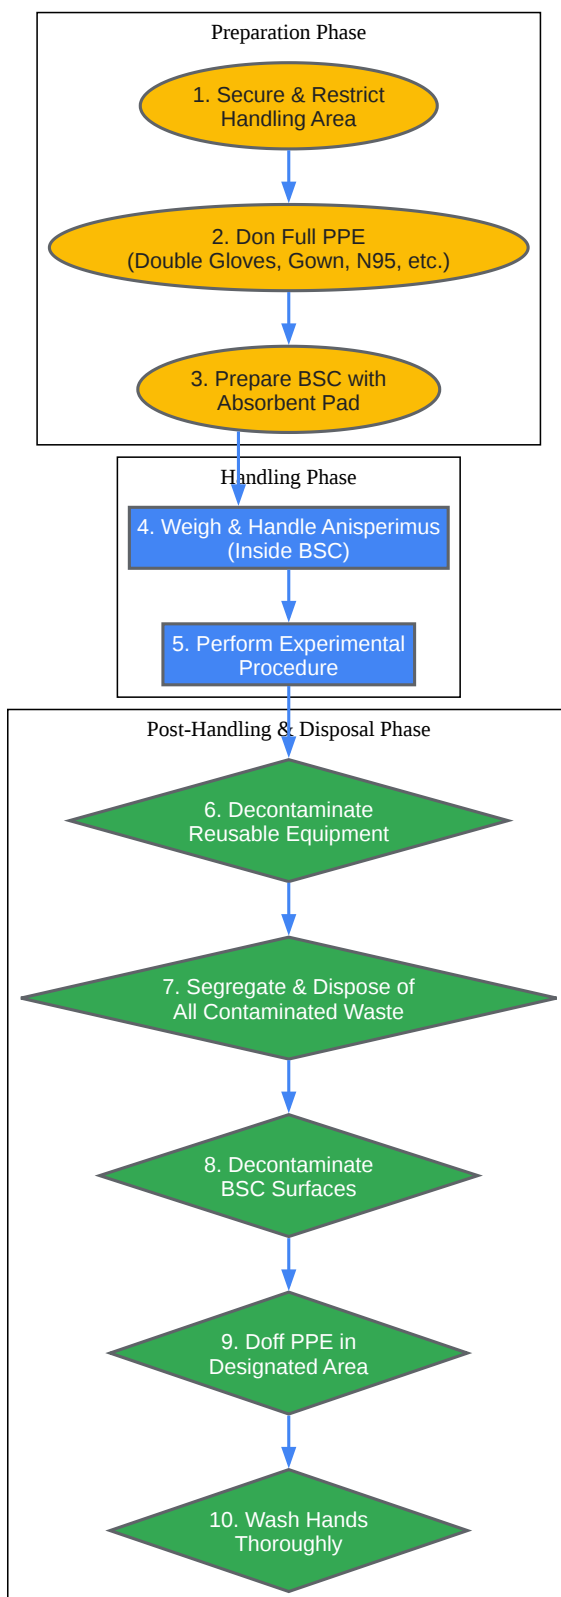 Preparation Phase
1. Secure & Restrict
Handling Area
2. Don Full PPE
(Double Gloves, Gown, N95, etc.)
3. Prepare BSC with
Absorbent Pad
Handling Phase
4. Weigh & Handle Anisperimus
(Inside BSC)
5. Perform Experimental
Procedure
Post-Handling & Disposal Phase
6. Decontaminate
Reusable Equipment
7. Segregate & Dispose of
All Contaminated Waste
8. Decontaminate
BSC Surfaces
9. Doff PPE in
Designated Area
10. Wash Hands
Thoroughly